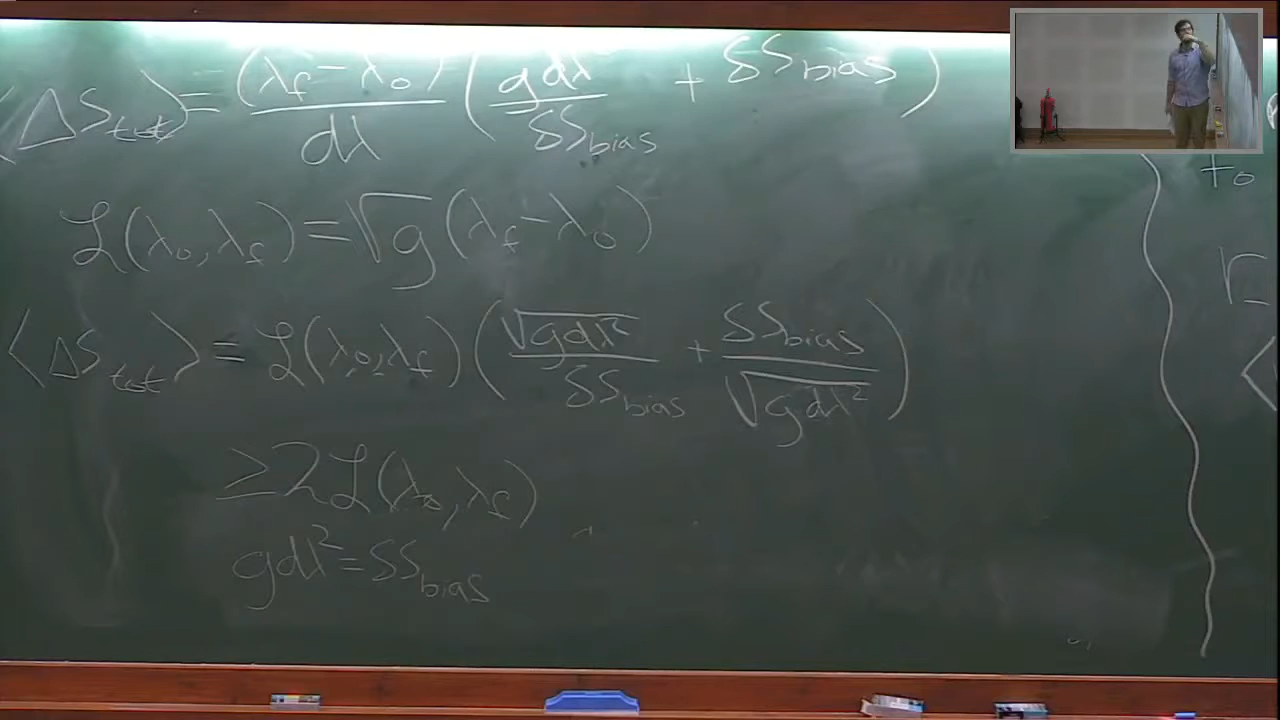 ⟨ΔS_tot⟩ = (λ_f − λ_0)/dλ (g dλ/δS_bias + δS_bias)
ℒ(λ_0, λ_f) = √g (λ_f − λ_0)
⟨ΔS_tot⟩ = ℒ(λ_0, λ_f) (√(g dλ²)/δS_bias + δS_bias/√(g dλ²))
≥ 2ℒ(λ_0, λ_f)
g dλ² = δS_bias
t_0